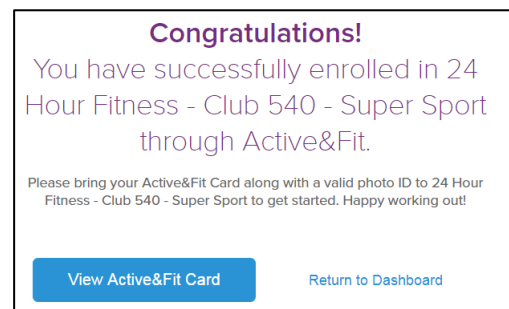 Congratulations!
You have successfully enrolled in 24
Hour Fitness - Club 540 - Super Sport
through Active&Fit.
Please bring your Active&Fit Card along with a valid photo ID to 24 Hour
Fitness - Club 540 - Super Sport to get started. Happy working out!
View Active&Fit Card Return to Dashboard